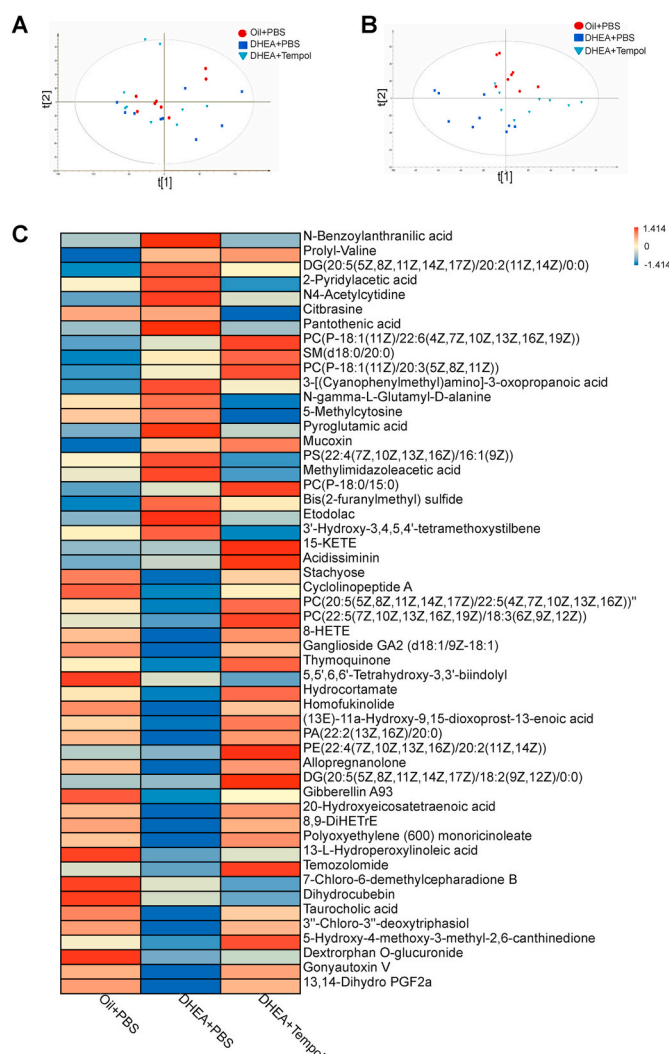 A
Oil+PBS
DHEA+PBS
DHEA+Tempol
t[2]
t[1]
B
Oil+PBS
DHEA+PBS
DHEA+Tempol
t[2]
t[1]
C
1.414
-1.414
N-Benzoylanthranilic acid
Prolyl-Valine
DG(20:5(5Z,8Z,11Z,14Z,17Z)/20:2(11Z,14Z)/0:0)
2-Pyridylacetic acid
N4-Acetylcytidine
Citbrasine
Pantothenic acid
PC(P-18:1(11Z)/22:6(4Z,7Z,10Z,13Z,16Z,19Z))
SM(d18:0/20:0)
PC(P-18:1(11Z)/20:3(5Z,8Z,11Z))
3-[(Cyanophenylmethyl)amino]-3-oxopropanoic acid
N-gamma-L-Glutamyl-D-alanine
5-Methylcytosine
Pyroglutamic acid
Mucoxin
PS(22:4(7Z,10Z,13Z,16Z)/16:1(9Z))
Methylimidazoleacetic acid
PC(P-18:0/15:0)
Bis(2-furanylmethyl) sulfide
Etodolac
3'-Hydroxy-3,4,5,4'-tetramethoxystilbene
15-KETE
Acidissiminin
Stachyose
Cyclolinopeptide A
PC(20:5(5Z,8Z,11Z,14Z,17Z)/22:5(4Z,7Z,10Z,13Z,16Z))"
PC(22:5(7Z,10Z,13Z,16Z,19Z)/18:3(6Z,9Z,12Z))
8-HETE
Ganglioside GA2 (d18:1/9Z-18:1)
Thymoquinone
5,5',6,6'-Tetrahydroxy-3,3'-biindolyl
Hydrocortamate
Homofukinolide
(13E)-11a-Hydroxy-9,15-dioxoprost-13-enoic acid
PA(22:2(13Z,16Z)/20:0)
PE(22:4(7Z,10Z,13Z,16Z)/20:2(11Z,14Z))
Allopregnanolone
DG(20:5(5Z,8Z,11Z,14Z,17Z)/18:2(9Z,12Z)/0:0)
Gibberellin A93
20-Hydroxyeicosatetraenoic acid
8,9-DiHETrE
Polyoxyethylene (600) monoricinoleate
13-L-Hydroperoxylinoleic acid
Temozolomide
7-Chloro-6-demethylcepharadione B
Dihydrocubebin
Taurocholic acid
3''-Chloro-3''-deoxytriphasiol
5-Hydroxy-4-methoxy-3-methyl-2,6-canthinedione
Dextrorphan O-glucuronide
Gonyautoxin V
13,14-Dihydro PGF2a
Oil+PBS
DHEA+PBS
DHEA+Tempol